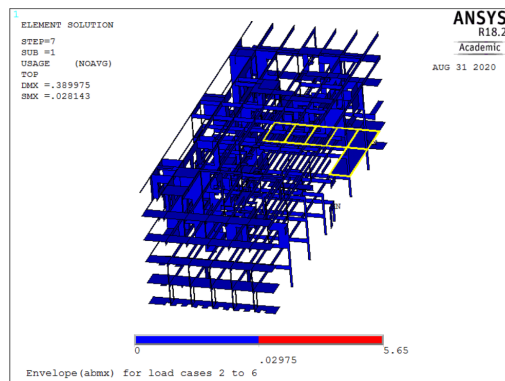 1
ELEMENT SOLUTION
STEP=7
SUB =1
USAGE (NOAVG)
TOP
DMX =.389975
SMX =.028143
ANSYS
R18.2
Academic
AUG 31 2020
0
.02975
5.65
Envelope(abmx) for load cases 2 to 6